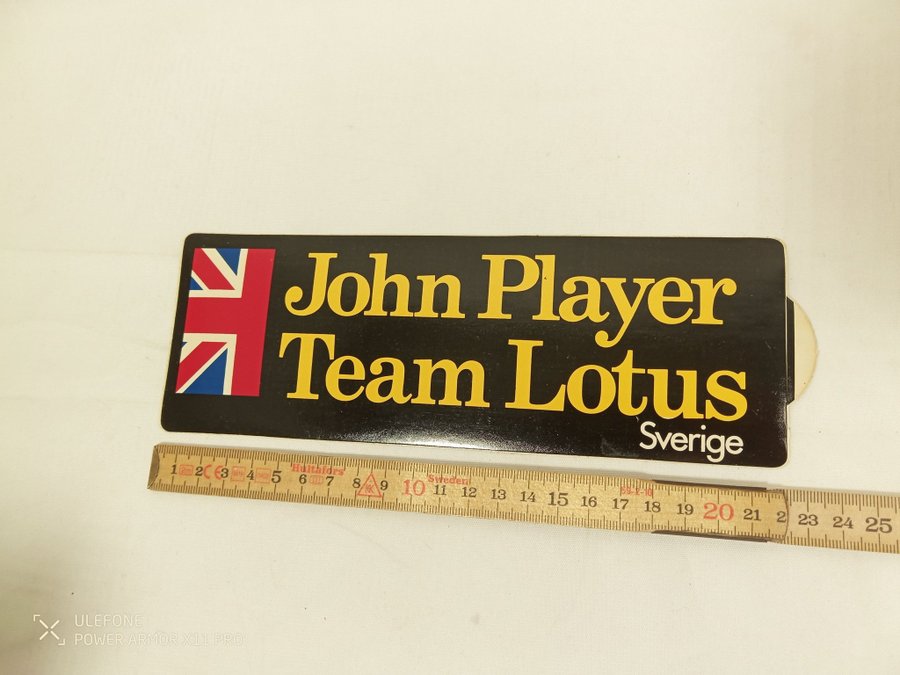 John Player
Team Lotus
Sverige
1 2 3 4 5 6 7 8 9 10 11 12 13 14 15 16 17 18 19 20 21 2 23 24 25
Hultafors
Sweden
ULEFONE
POWER ARMOR X11 PRO